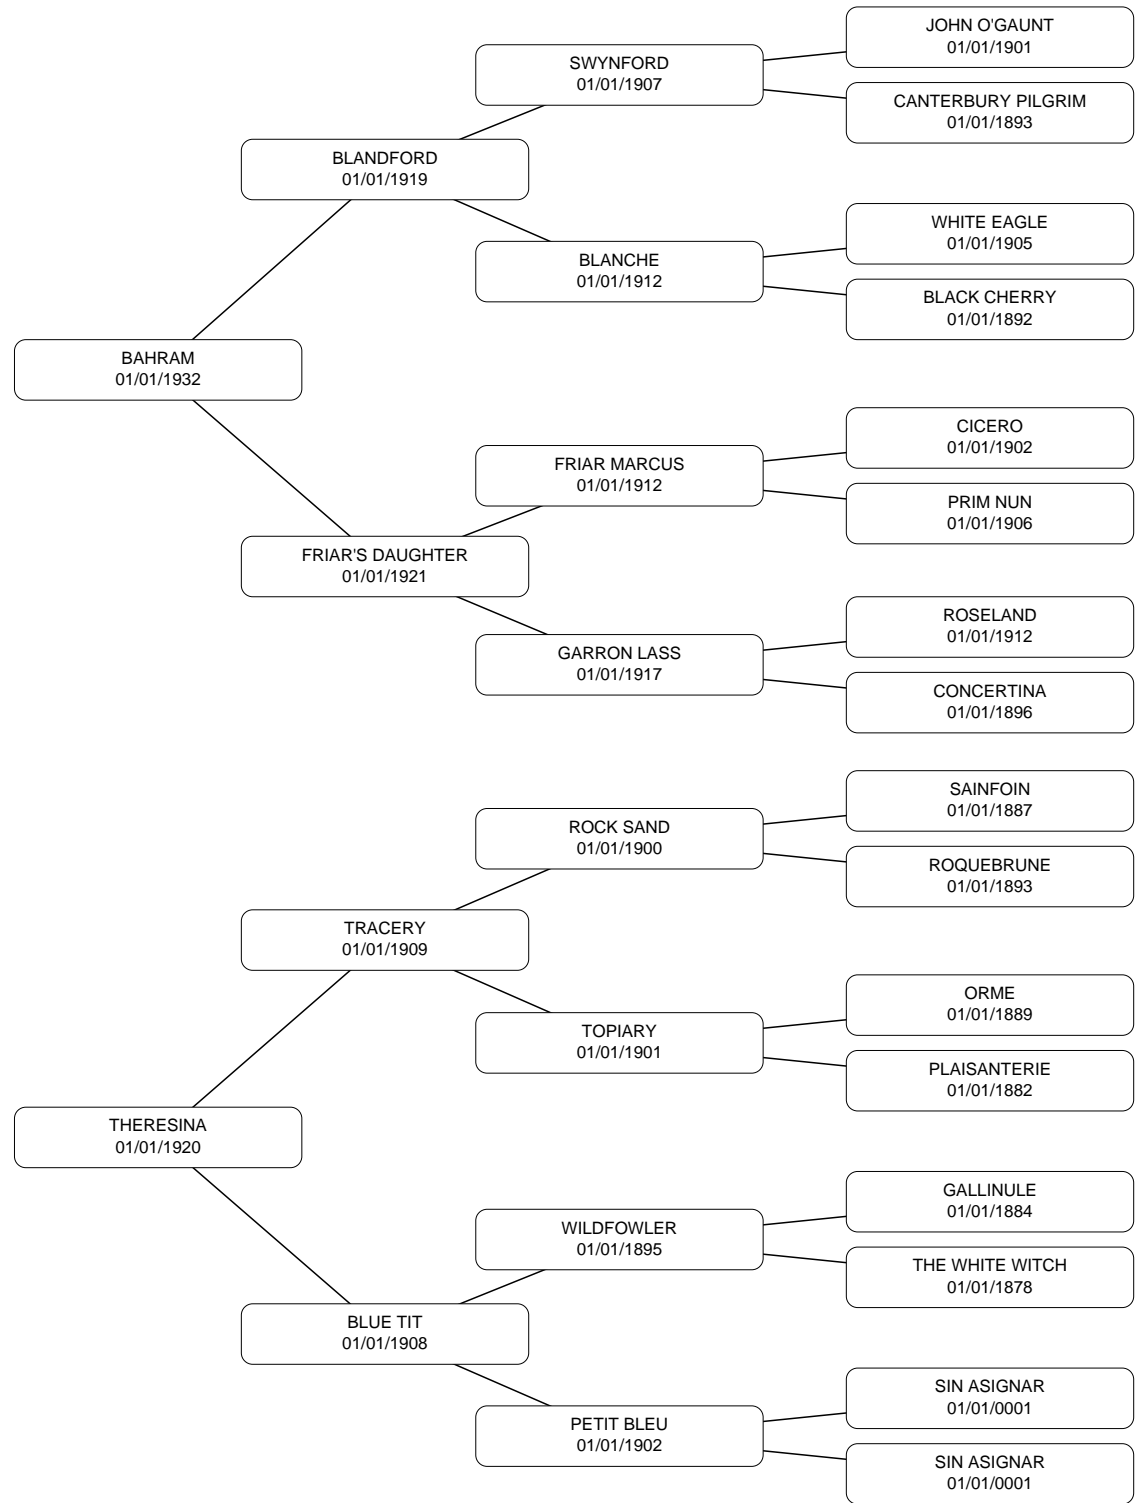 JOHN O'GAUNT
01/01/1901
SWYNFORD
01/01/1907
CANTERBURY PILGRIM
01/01/1893
BLANDFORD
01/01/1919
WHITE EAGLE
01/01/1905
BLANCHE
01/01/1912
BLACK CHERRY
01/01/1892
BAHRAM
01/01/1932
CICERO
01/01/1902
FRIAR MARCUS
01/01/1912
PRIM NUN
01/01/1906
FRIAR'S DAUGHTER
01/01/1921
ROSELAND
01/01/1912
GARRON LASS
01/01/1917
CONCERTINA
01/01/1896
SAINFOIN
01/01/1887
ROCK SAND
01/01/1900
ROQUEBRUNE
01/01/1893
TRACERY
01/01/1909
ORME
01/01/1889
TOPIARY
01/01/1901
PLAISANTERIE
01/01/1882
THERESINA
01/01/1920
GALLINULE
01/01/1884
WILDFOWLER
01/01/1895
THE WHITE WITCH
01/01/1878
BLUE TIT
01/01/1908
SIN ASIGNAR
01/01/0001
PETIT BLEU
01/01/1902
SIN ASIGNAR
01/01/0001